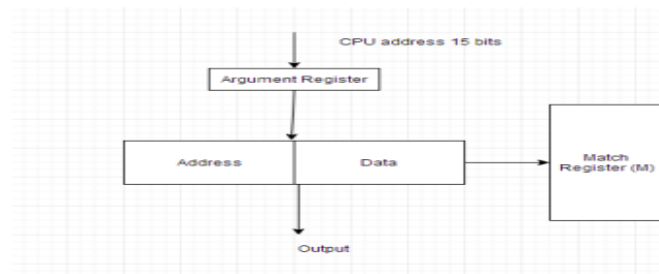 CPU address 15 bits
Argument Register
Address
Data
Match
Register (M)
Output